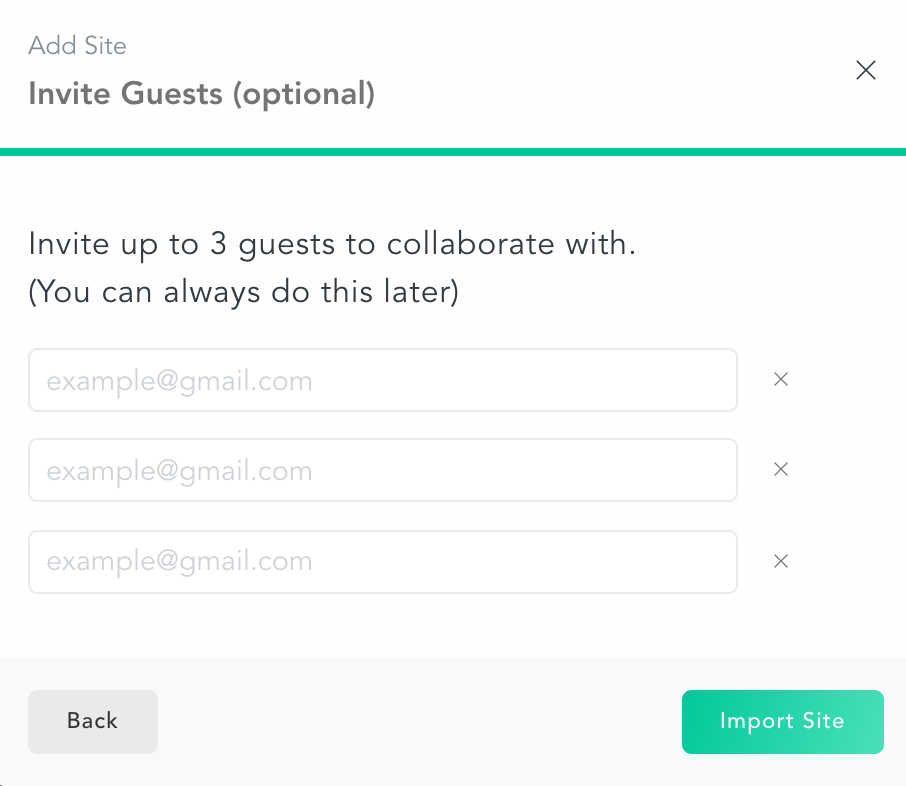 Add Site
Invite Guests (optional)
Invite up to 3 guests to collaborate with.
(You can always do this later)
example@gmail.com
example@gmail.com
example@gmail.com
Back
Import Site